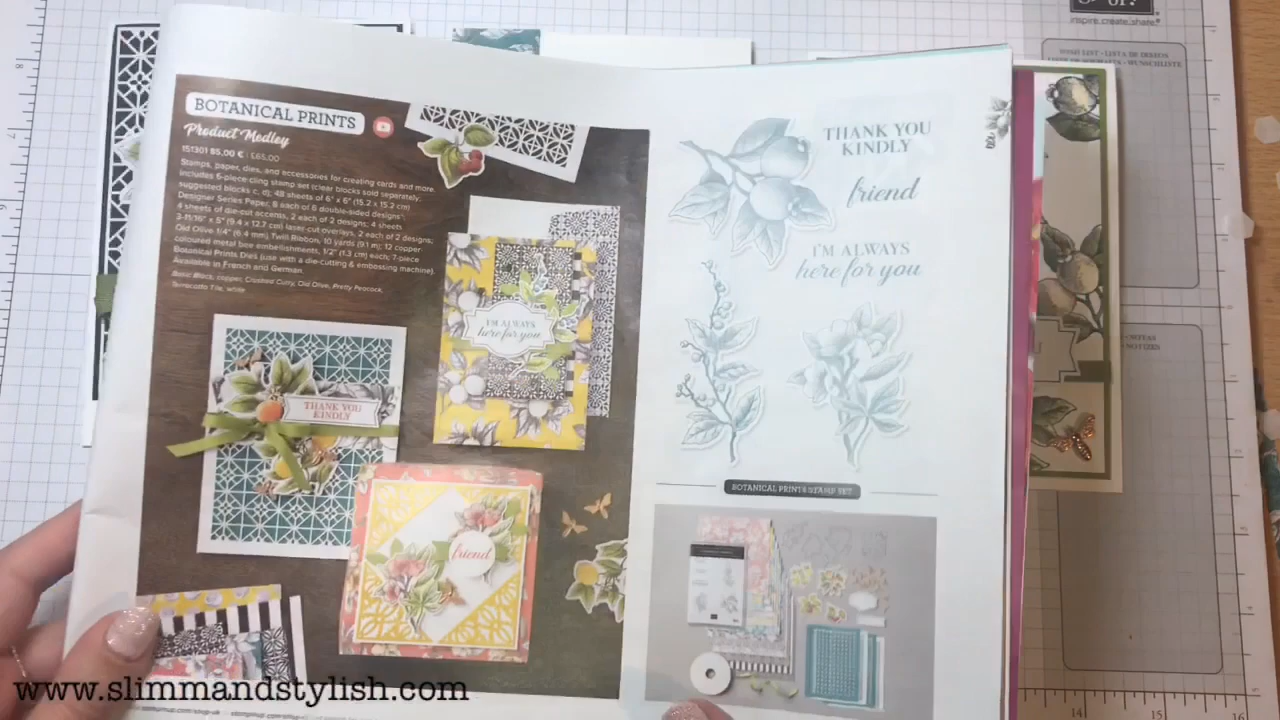 inspire.create.share.
WISH LIST • LISTA DE DISEOS
BOTANICAL PRINTS
Product Medley
151301 85,00 € | £65.00
Stamps, paper, dies, and accessories for creating cards and more.
Includes 6-piece cling stamp set (clear blocks sold seperately;
suggested blocks c, d); 48 sheets of 6" x 6" (15.2 x 15.2 cm)
Designer Series Paper, 6 each of 8 double-sided designs*;
4 sheets of die-cut accents, 2 each of 2 designs; 4 sheets
3-11/16" x 5" (9.4 x 12.7 cm) laser-cut overlays, 2 each of 2 designs;
Old Olive 1/4" (6.4 mm) Twill Ribbon, 10 yards (9.1 m); 12 copper
coloured metal bee embellishments, 1/2" (1.3 cm) each; 7-piece
Botanical Prints Dies (use with a die-cutting & embossing machine).
Available in French and German.
Basic Black, copper, Crushed Curry, Old Olive, Pretty Peacock,
Terracotta Tile, white
THANK YOU
KINDLY
friend
I'M ALWAYS
here for you
I'M ALWAYS
here for you
THANK YOU
KINDLY
friend
BOTANICAL PRINTS STAMP SET
www.slimmandstylish.com